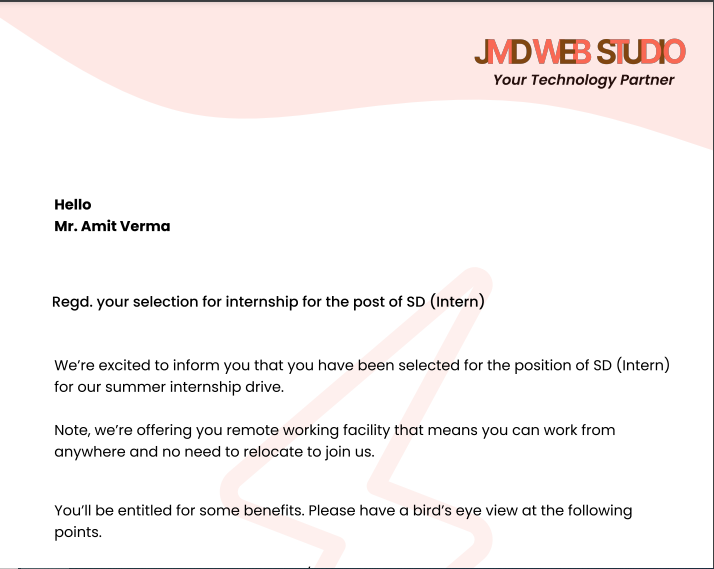 JMD WEB STUDIO
Your Technology Partner
Hello
Mr. Amit Verma
Regd. your selection for internship for the post of SD (Intern)
We’re excited to inform you that you have been selected for the position of SD (Intern)
for our summer internship drive.
Note, we’re offering you remote working facility that means you can work from
anywhere and no need to relocate to join us.
You’ll be entitled for some benefits. Please have a bird’s eye view at the following
points.